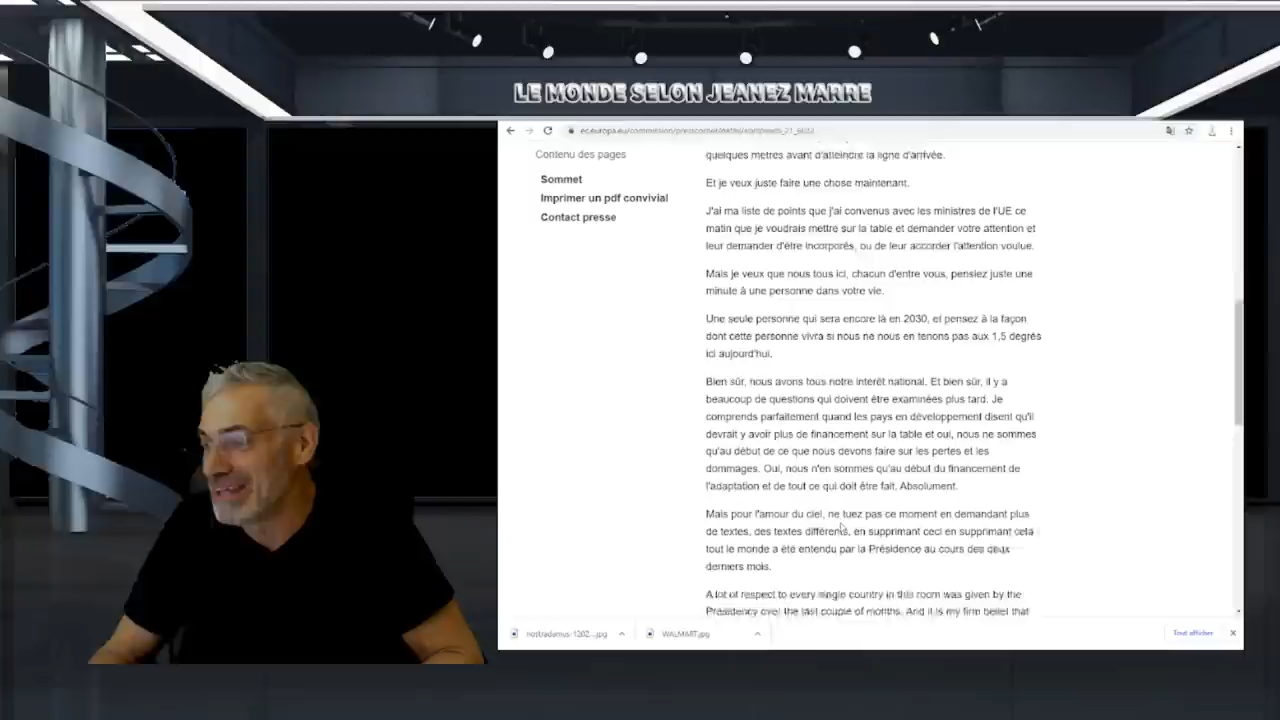 LE MONDE SELON JEANEZ MARRE
Contenu des pages
Sommet
Imprimer un pdf convivial
Contact presse
quelques mètres avant d'atteindre la ligne d'arrivée.
Et je veux juste faire une chose maintenant.
J'ai ma liste de points que j'ai convenus avec les ministres de l'UE ce
matin que je voudrais mettre sur la table et demander votre attention et
leur demander d'être incorporés, ou de leur accorder l'attention voulue.
Mais je veux que nous tous ici, chacun d'entre vous, pensiez juste une
minute à une personne dans votre vie.
Une seule personne qui sera encore là en 2030, et pensez à la façon
dont cette personne vivra si nous ne nous en tenons pas aux 1,5 degrés
ici aujourd'hui.
Bien sûr, nous avons tous notre intérêt national. Et bien sûr, il y a
beaucoup de questions qui doivent être examinées plus tard. Je
comprends parfaitement quand les pays en développement disent qu'il
devrait y avoir plus de financement sur la table et oui, nous ne sommes
qu'au début de ce que nous devons faire sur les pertes et les
dommages. Oui, nous n'en sommes qu'au début du financement de
l'adaptation et de tout ce qui doit être fait. Absolument.
Mais pour l'amour du ciel, ne tuez pas ce moment en demandant plus
de textes, des textes différents, en supprimant ceci en supprimant cela
tout le monde a été entendu par la Présidence au cours des deux
derniers mois.
A lot of respect to every single country in this room was given by the
Presidency over the last couple of months. And it is my firm belief that
nostradamus-1202...jpg
WALMART.jpg
Tout afficher